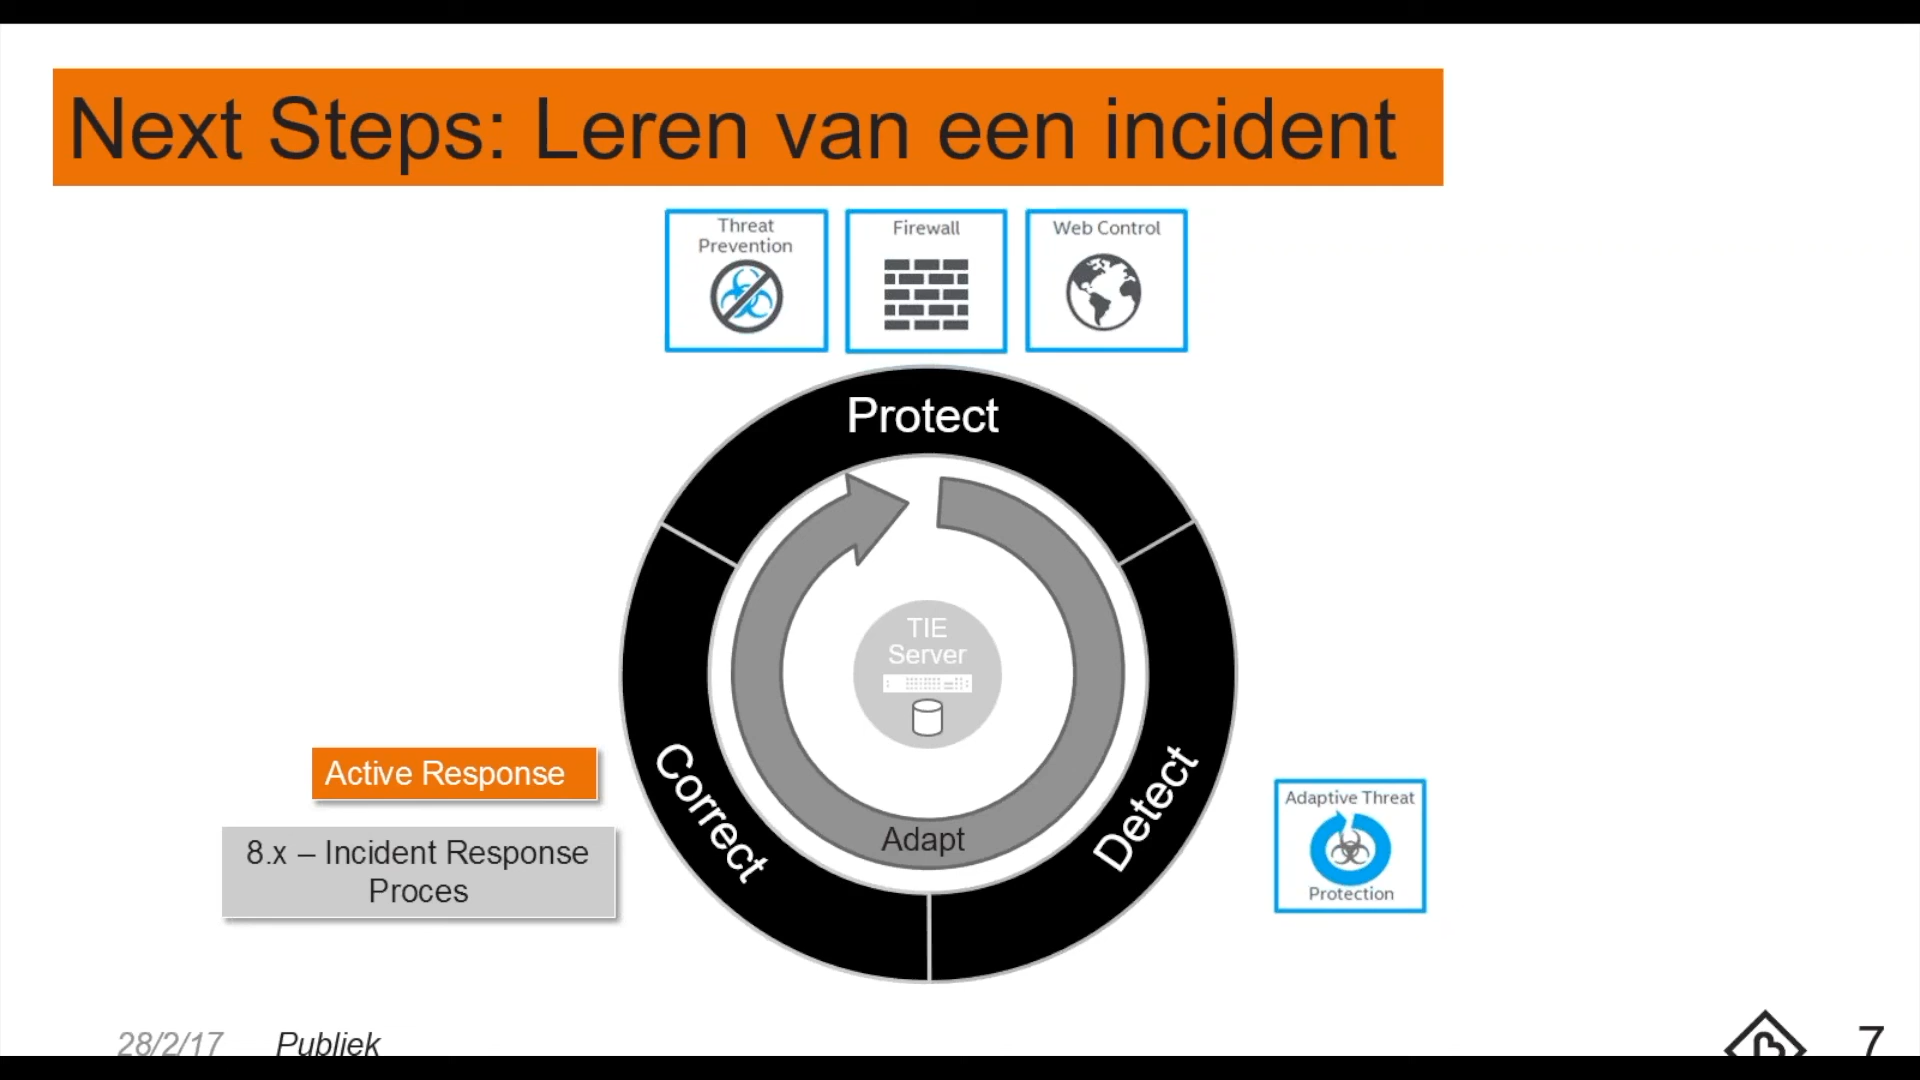 Next Steps: Leren van een incident
Threat
Prevention
Firewall
Web Control
Protect
TIE
Server
Active Response
Correct
Detect
Adaptive Threat
Protection
Adapt
8.x – Incident Response
Proces
28/2/17
Publiek
7